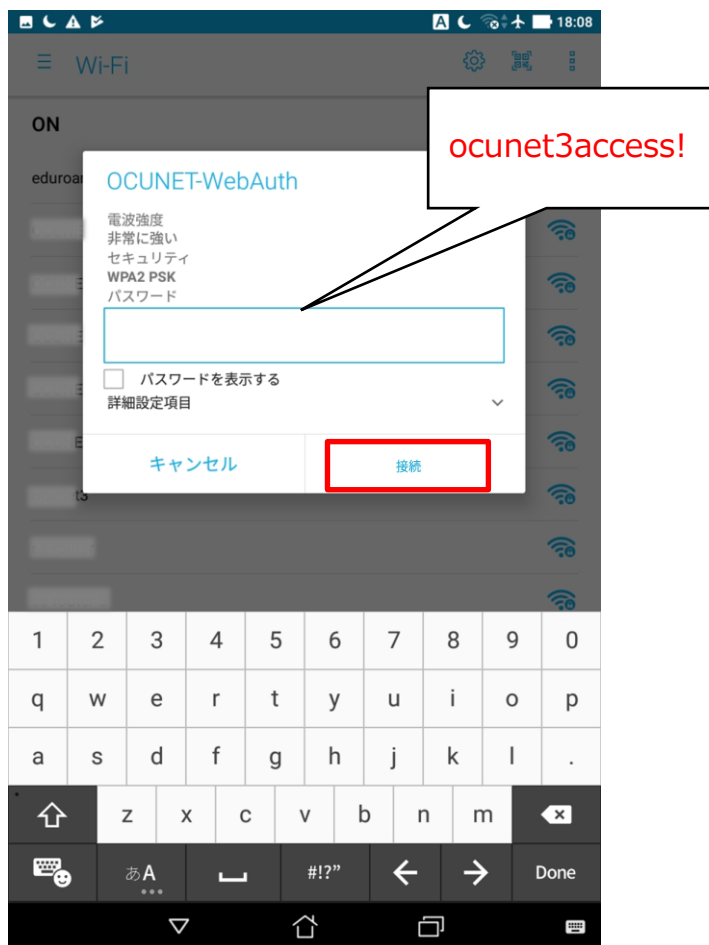 A 18:08
Wi-Fi
ON
ocunet3access!
eduroa
OCUNET-WebAuth
電波強度
非常に強い
セキュリティ
WPA2 PSK
パスワード
パスワードを表示する
詳細設定項目
キャンセル 接続
t3
1 2 3 4 5 6 7 8 9 0
q w e r t y u i o p
a s d f g h j k l .
z x c v b n m
あA #!?” Done